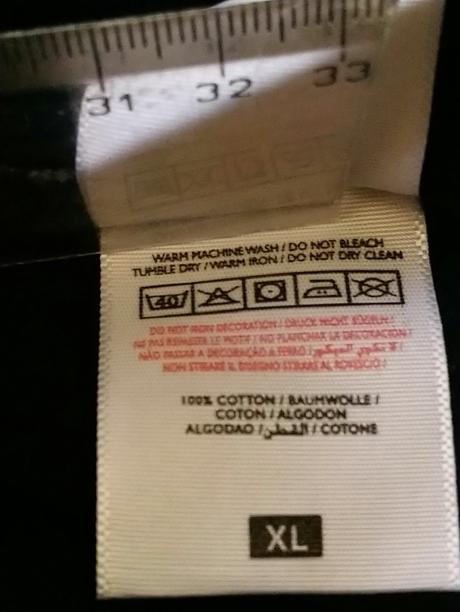 31 32 33
WARM MACHINE WASH / DO NOT BLEACH
TUMBLE DRY / WARM IRON / DO NOT DRY CLEAN
40
DO NOT IRON DECORATION / DRUCK NICHT BÜGELN /
NE PAS REPASSER LE MOTIF / NO PLANCHAR LA DECORACION /
NÃO PASSAR A DECORAÇÃO A FERRO / لا تكوي الديكور /
NON STIRARE IL DISEGNO STIRARE AL ROVESCIO /
100% COTTON / BAUMWOLLE /
COTON / ALGODON
ALGODAO / القطن / COTONE
XL